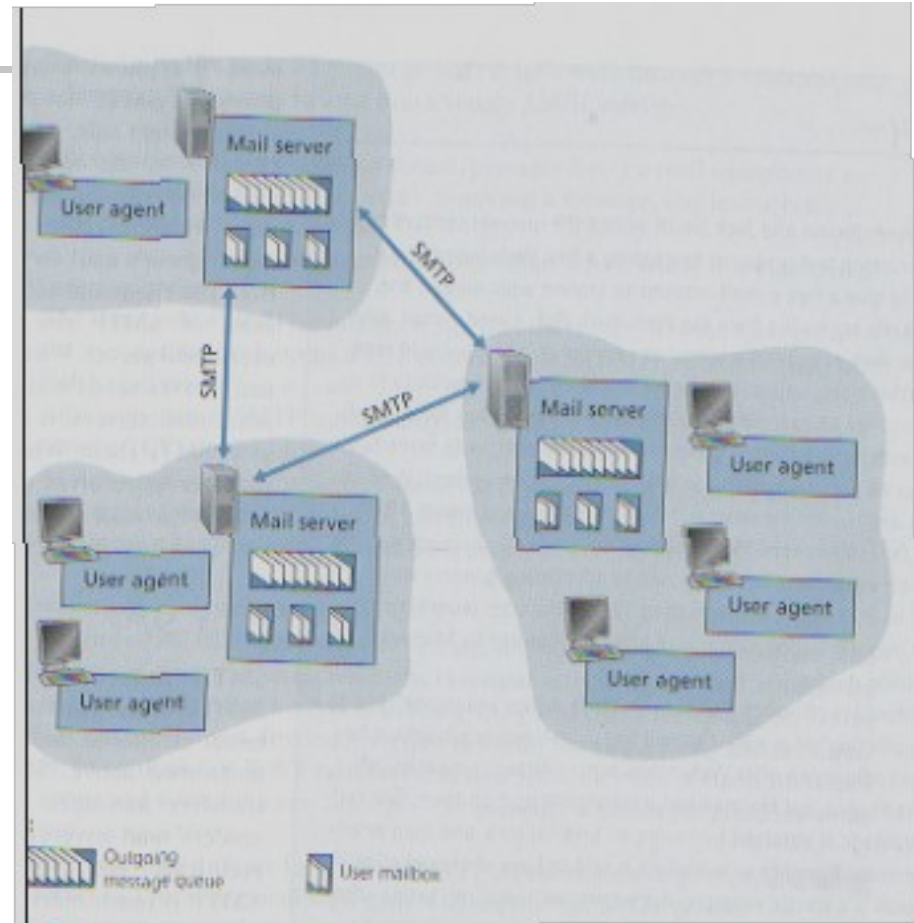 Mail server
User agent
SMTP
SMTP
SMTP
Mail server
User agent
Mail server
User agent
User agent
User agent
User agent
Outgoing
message queue
User mailbox